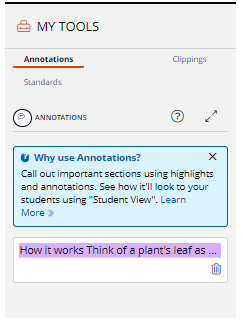 MY TOOLS
Annotations Clippings
Standards
ANNOTATIONS
Why use Annotations?
Call out important sections using highlights
and annotations. See how it'll look to your
students using "Student View". Learn
More »
How it works Think of a plant's leaf as ...